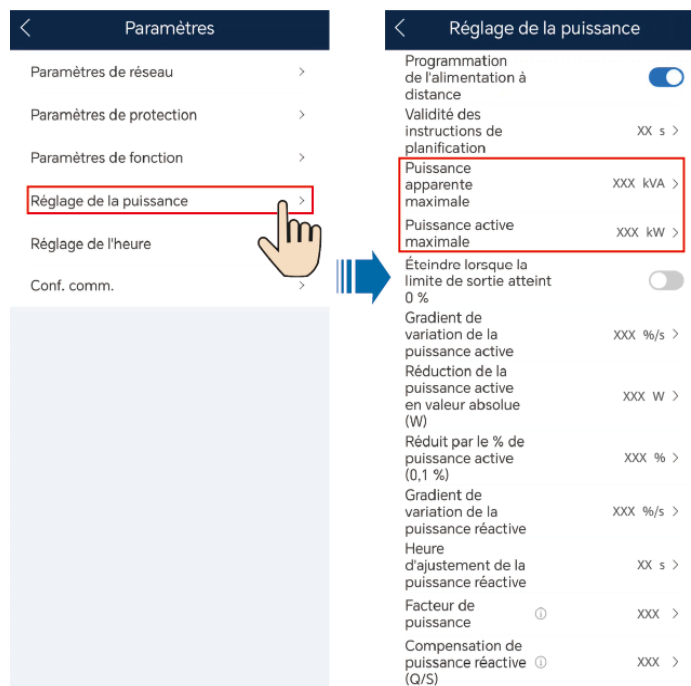 Paramètres
Paramètres de réseau
Paramètres de protection
Paramètres de fonction
Réglage de la puissance
Réglage de l'heure
Conf. comm.
Réglage de la puissance
Programmation
de l'alimentation à
distance
Validité des
instructions de
planification
XX s
Puissance
apparente
maximale
XXX kVA
Puissance active
maximale
XXX kW
Éteindre lorsque la
limite de sortie atteint
0 %
Gradient de
variation de la
puissance active
XXX %/s
Réduction de la
puissance active
en valeur absolue
(W)
XXX W
Réduit par le % de
puissance active
(0,1 %)
XXX %
Gradient de
variation de la
puissance réactive
XXX %/s
Heure
d'ajustement de la
puissance réactive
XX s
Facteur de
puissance
XXX
Compensation de
puissance réactive
(Q/S)
XXX